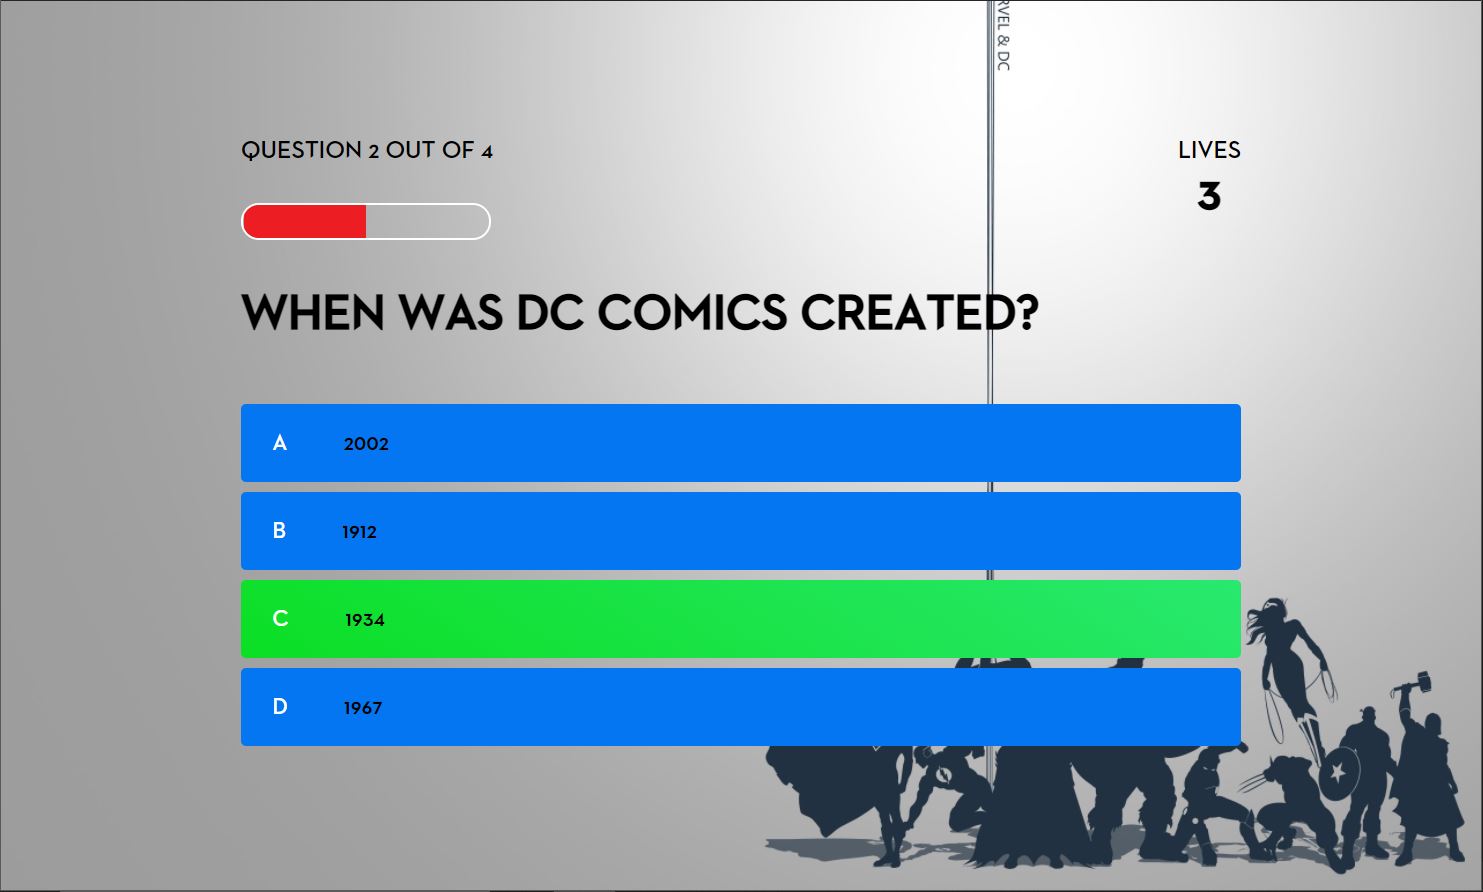 RVEL & DC
QUESTION 2 OUT OF 4
LIVES
3
WHEN WAS DC COMICS CREATED?
A 2002
B 1912
C 1934
D 1967